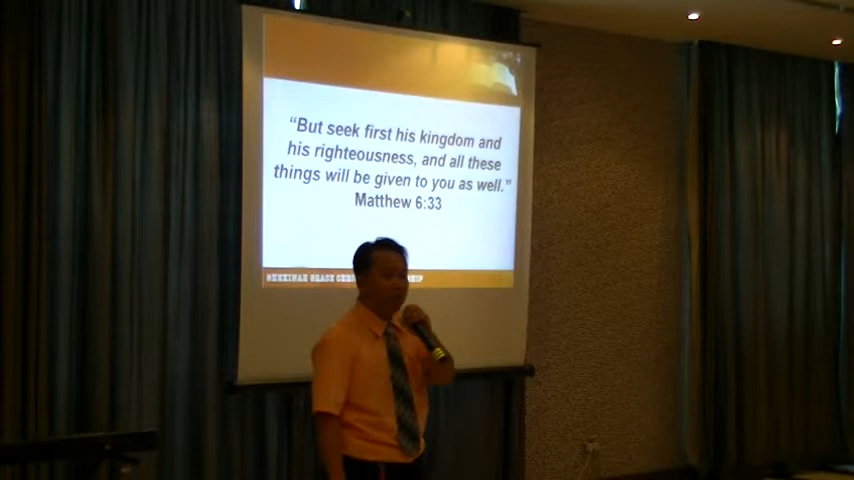 “But seek first his kingdom and
his righteousness, and all these
things will be given to you as well.”
Matthew 6:33
GRACE